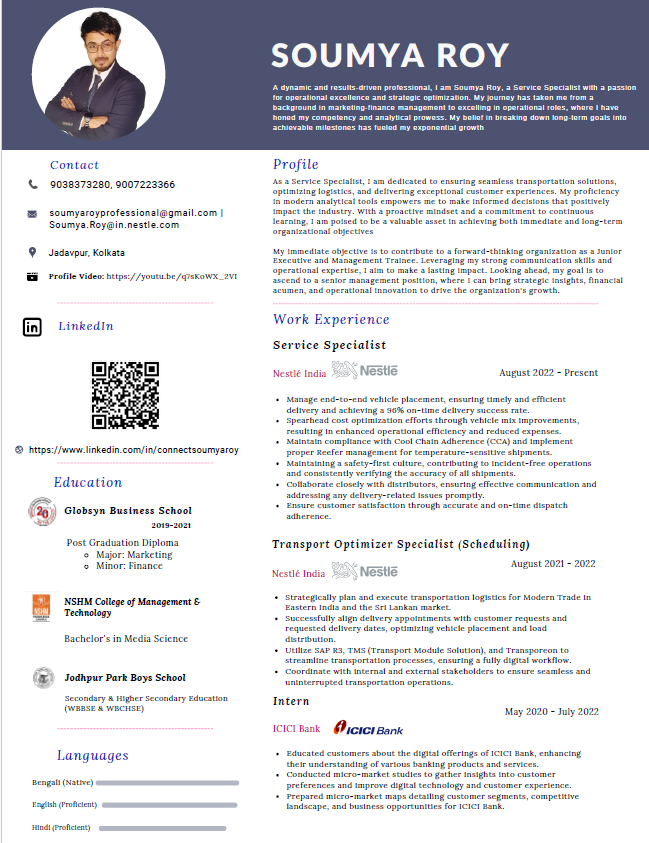 SOUMYA ROY
A dynamic and results-driven professional, I am Soumya Roy, a Service Specialist with a passion
for operational excellence and strategic optimization. My journey has taken me from a
background in marketing-finance management to excelling in operational roles, where I have
honed my competency and analytical prowess. My belief in breaking down long-term goals into
achievable milestones has fueled my exponential growth
Contact
9038373280, 9007223366
soumyaroyprofessional@gmail.com |
Soumya.Roy@in.nestle.com
Jadavpur, Kolkata
Profile Video: https://youtu.be/q7sKoWX_2VI
LinkedIn
https://www.linkedin.com/in/connectsoumyaroy
Education
20
Globsyn Business School
2019-2021
Post Graduation Diploma
Major: Marketing
Minor: Finance
NSHM
NSHM College of Management &
Technology
Bachelor's in Media Science
Jodhpur Park Boys School
Secondary & Higher Secondary Education
(WBBSE & WBCHSE)
Languages
Bengali (Native)
English (Proficient)
Hindi (Proficient)
Profile
As a Service Specialist, I am dedicated to ensuring seamless transportation solutions,
optimizing logistics, and delivering exceptional customer experiences. My proficiency
in modern analytical tools empowers me to make informed decisions that positively
impact the industry. With a proactive mindset and a commitment to continuous
learning, I am poised to be a valuable asset in achieving both immediate and long-term
organizational objectives
My immediate objective is to contribute to a forward-thinking organization as a Junior
Executive and Management Trainee. Leveraging my strong communication skills and
operational expertise, I aim to make a lasting impact. Looking ahead, my goal is to
ascend to a senior management position, where I can bring strategic insights, financial
acumen, and operational innovation to drive the organization's growth.
Work Experience
Service Specialist
Nestlé India Nestlé August 2022 - Present
• Manage end-to-end vehicle placement, ensuring timely and efficient
delivery and achieving a 96% on-time delivery success rate.
• Spearhead cost optimization efforts through vehicle mix improvements,
resulting in enhanced operational efficiency and reduced expenses.
• Maintain compliance with Cool Chain Adherence (CCA) and implement
proper Reefer management for temperature-sensitive shipments.
• Maintaining a safety-first culture, contributing to incident-free operations
and consistently verifying the accuracy of all shipments.
• Collaborate closely with distributors, ensuring effective communication and
addressing any delivery-related issues promptly.
• Ensure customer satisfaction through accurate and on-time dispatch
adherence.
Transport Optimizer Specialist (Scheduling)
Nestlé India Nestlé August 2021 - 2022
• Strategically plan and execute transportation logistics for Modern Trade in
Eastern India and the Sri Lankan market.
• Successfully align delivery appointments with customer requests and
requested delivery dates, optimizing vehicle placement and load
distribution.
• Utilize SAP R3, TMS (Transport Module Solution), and Transporeon to
streamline transportation processes, ensuring a fully digital workflow.
• Coordinate with internal and external stakeholders to ensure seamless and
uninterrupted transportation operations.
Intern
May 2020 - July 2022
ICICI Bank ICICI Bank
• Educated customers about the digital offerings of ICICI Bank, enhancing
their understanding of various banking products and services.
• Conducted micro-market studies to gather insights into customer
preferences and improve digital technology and customer experience.
• Prepared micro-market maps detailing customer segments, competitive
landscape, and business opportunities for ICICI Bank.